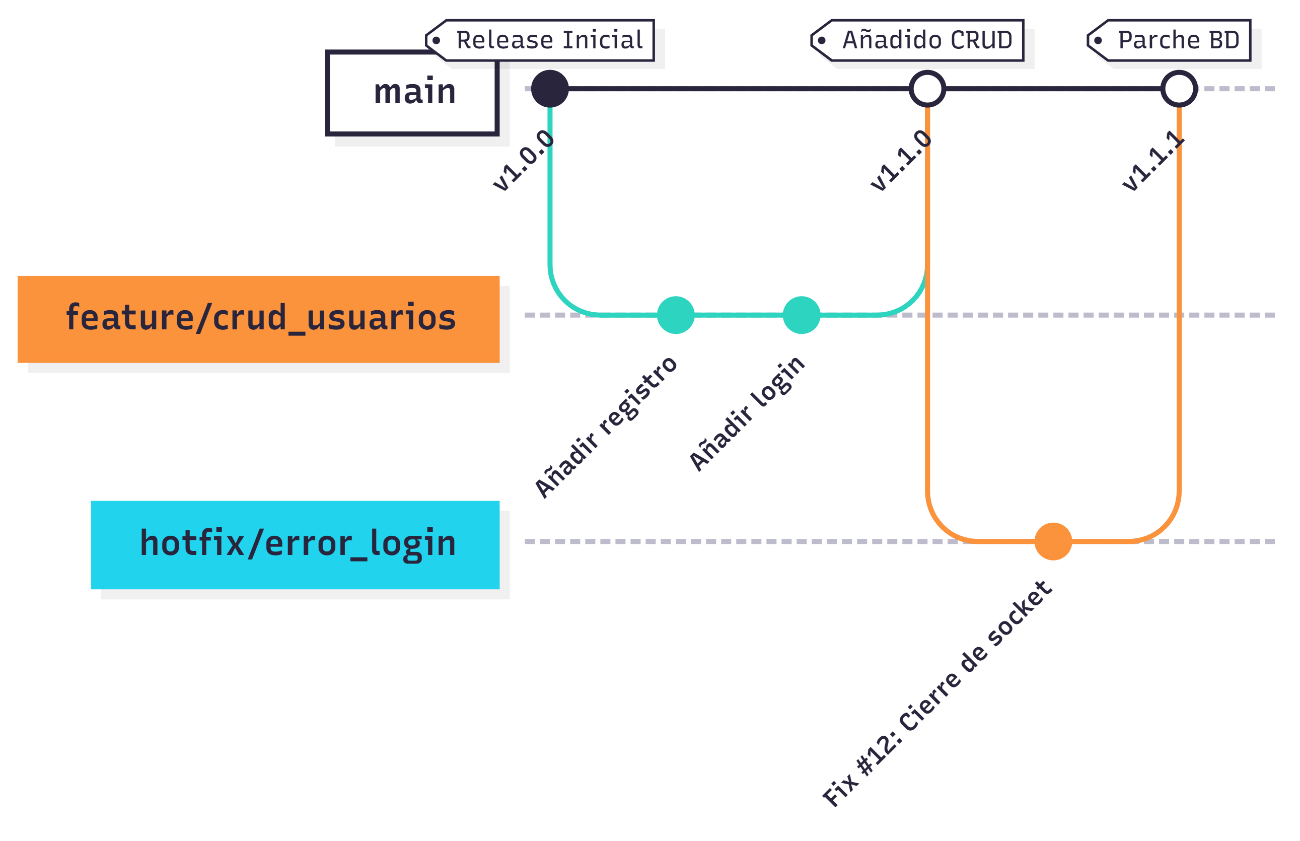 Release Inicial
Añadido CRUD
Parche BD
main
v1.0.0
v1.1.0
v1.1.1
feature/crud_usuarios
Añadir registro
Añadir login
hotfix/error_login
Fix #12: Cierre de socket